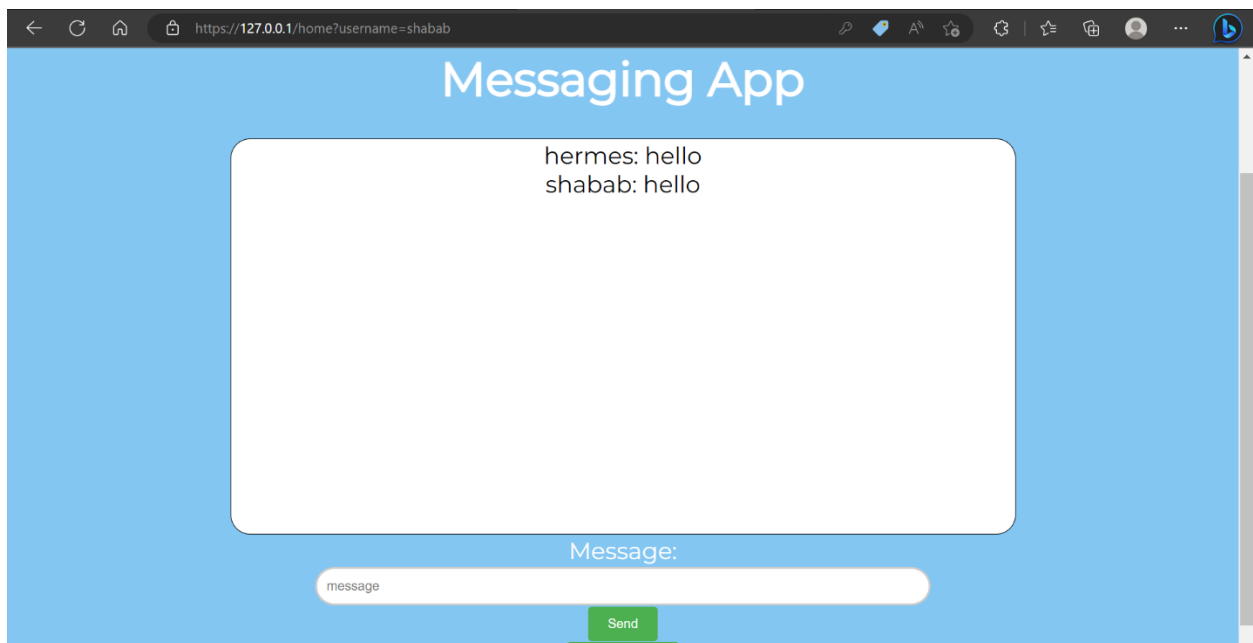 https://127.0.0.1/home?username=shabab
Messaging App
hermes: hello
shabab: hello
Message:
message
Send